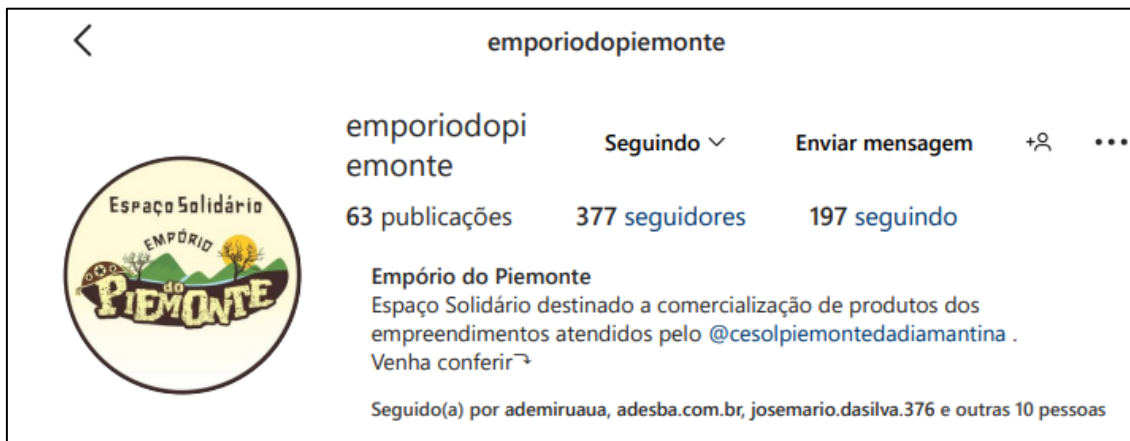 emporiodopiemonte
emporiodopi
emonte
Seguindo
Enviar mensagem
63 publicações
377 seguidores
197 seguindo
Espaço Solidário
EMPÓRIO
do
PIEMONTE
Empório do Piemonte
Espaço Solidário destinado a comercialização de produtos dos
empreendimentos atendidos pelo @cesolpiemontedadiamantina .
Venha conferir
Seguido(a) por ademiruaua, adesba.com.br, josemario.dasilva.376 e outras 10 pessoas